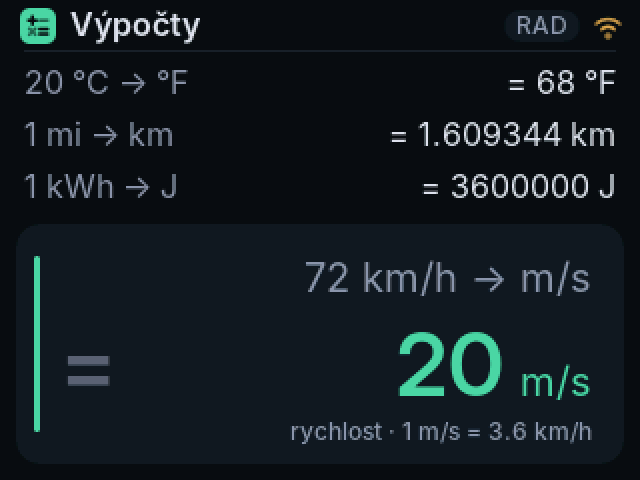 Výpočty RAD
20 °C → °F = 68 °F
1 mi → km = 1.609344 km
1 kWh → J = 3600000 J
72 km/h → m/s
= 20 m/s
rychlost · 1 m/s = 3.6 km/h